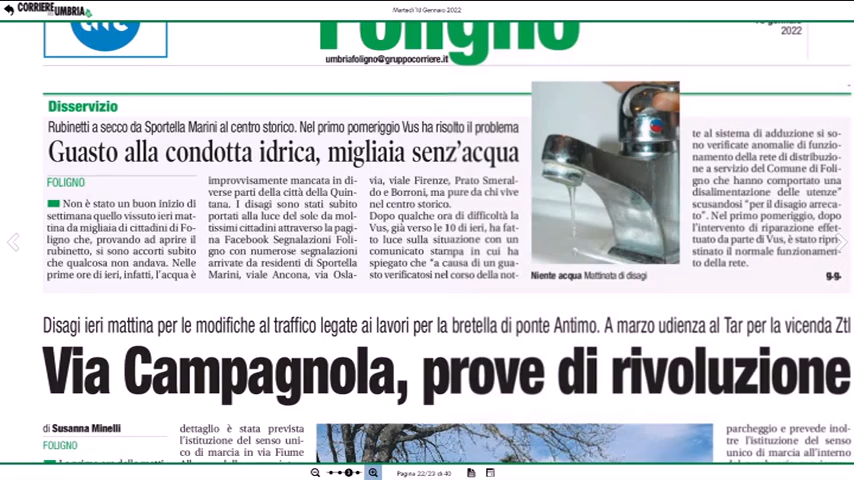 CORRIERE
dell'UMBRIA
Martedì 18 Gennaio 2022
Foligno
2022
umbriafoligno@gruppocorriere.it
Disservizio
Rubinetti a secco da Sportella Marini al centro storico. Nel primo pomeriggio Vus ha risolto il problema
Guasto alla condotta idrica, migliaia senz'acqua
FOLIGNO
Non è stato un buon inizio di
settimana quello vissuto ieri mat-
tina da migliaia di cittadini di Fo-
ligno che, provando ad aprire il
rubinetto, si sono accorti subito
che qualcosa non andava. Nelle
prime ore di ieri, infatti, l'acqua è
improvvisamente mancata in di-
verse parti della città della Quin-
tana. I disagi sono stati subito
portati alla luce del sole da mol-
tissimi cittadini attraverso la pagi-
na Facebook Segnalazioni Foli-
gno con numerose segnalazioni
arrivate da residenti di Sportella
Marini, viale Ancona, via Osla-
via, viale Firenze, Prato Smeral-
do e Borroni, ma pure da chi vive
nel centro storico.
Dopo qualche ora di difficoltà la
Vus, già verso le 10 di ieri, ha fat-
to luce sulla situazione con un
comunicato stampa in cui ha
spiegato che "a causa di un gua-
sto verificatosi nel corso della not-
Niente acqua Mattinata di disagi
te al sistema di adduzione si so-
no verificate anomalie di funzio-
namento della rete di distribuzio-
ne a servizio del Comune di Foli-
gno che hanno comportato una
disalimentazione delle utenze"
scusandosi "per il disagio arreca-
to". Nel primo pomeriggio, dopo
l'intervento di riparazione effet-
tuato da parte di Vus, è stato ripri-
stinato il normale funzionamen-
to della rete.
g.g.
Disagi ieri mattina per le modifiche al traffico legate ai lavori per la bretella di ponte Antimo. A marzo udienza al Tar per la vicenda Ztl
Via Campagnola, prove di rivoluzione
di Susanna Minelli
FOLIGNO
dettaglio è stata prevista
l'istituzione del senso uni-
co di marcia in via Fiume
parcheggio e prevede inol-
tre l'istituzione del senso
unico di marcia all'interno
Pagina 22/23 di 40